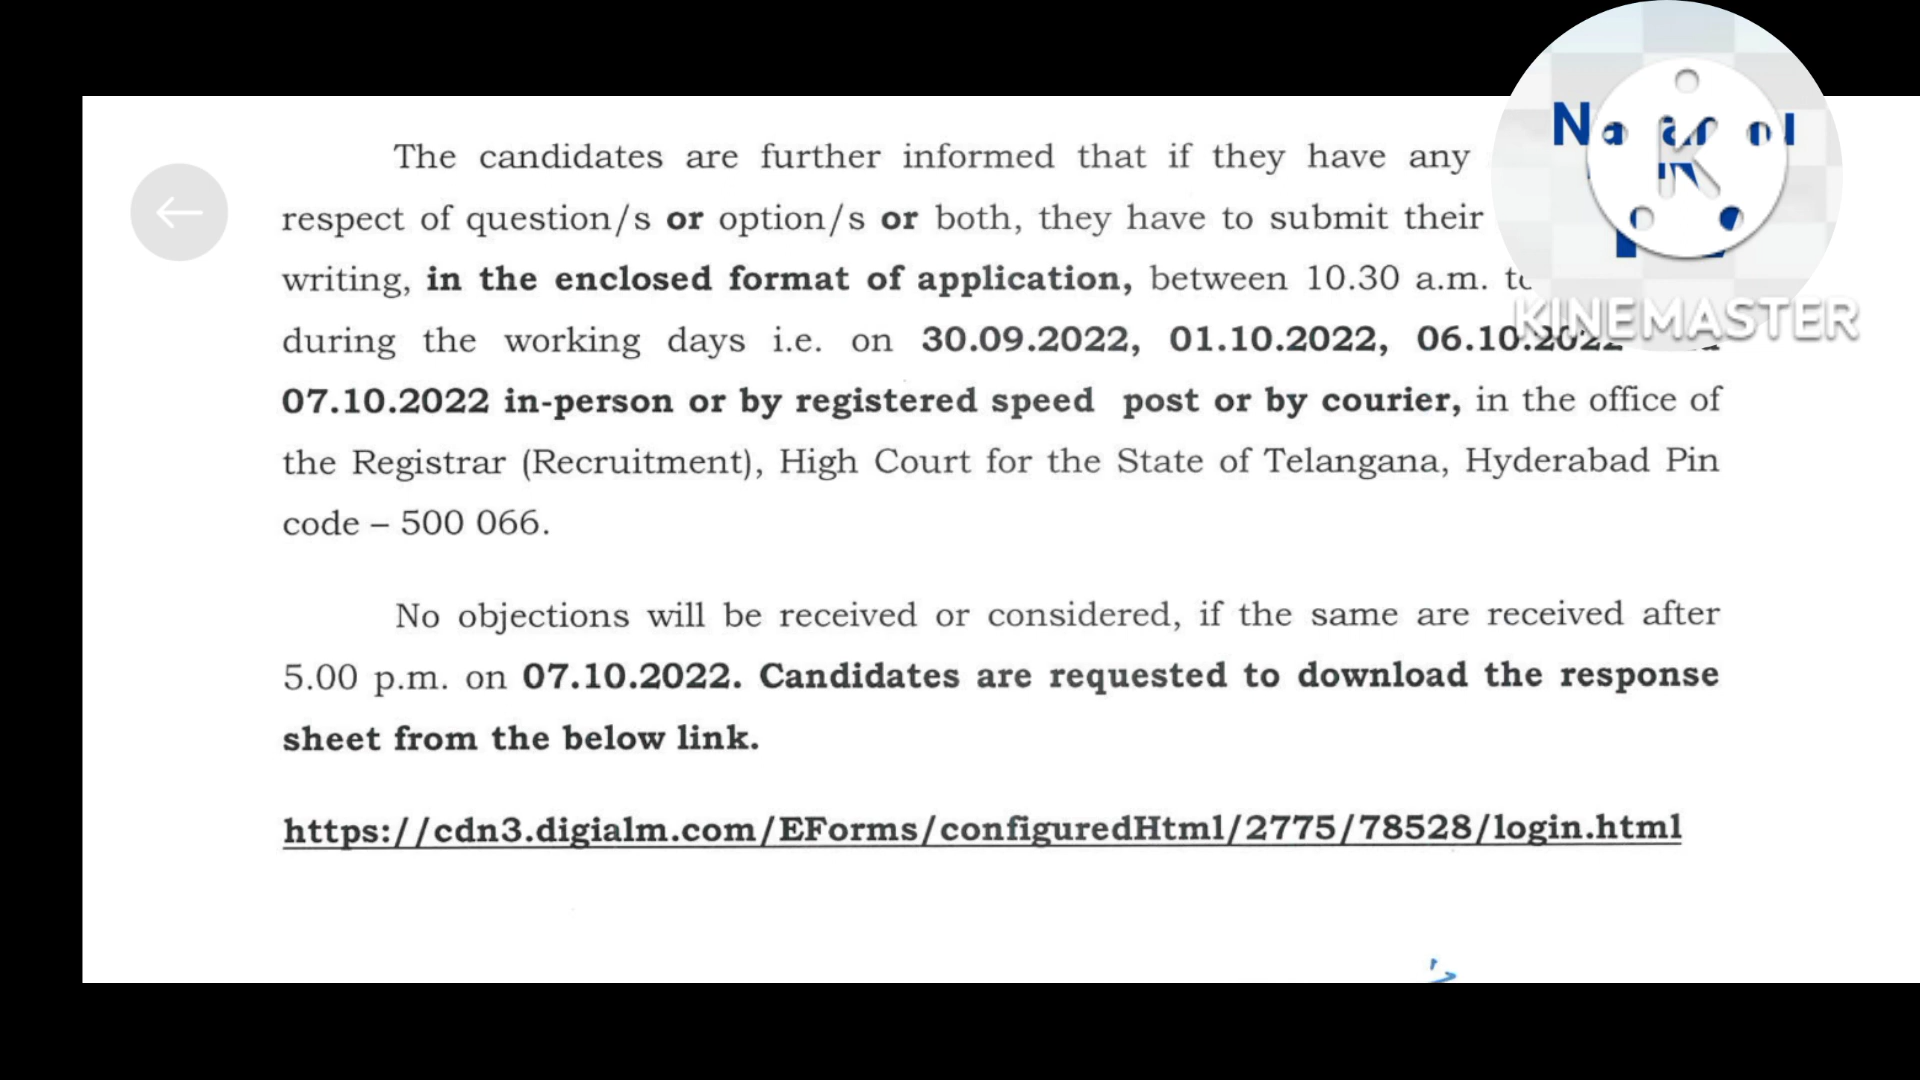 The candidates are further informed that if they have any
respect of question/s or option/s or both, they have to submit their
writing, in the enclosed format of application, between 10.30 a.m.
during the working days i.e. on 30.09.2022, 01.10.2022, 06.10.2022
07.10.2022 in-person or by registered speed post or by courier, in the office of
the Registrar (Recruitment), High Court for the State of Telangana, Hyderabad Pin
code – 500 066.
No objections will be received or considered, if the same are received after
5.00 p.m. on 07.10.2022. Candidates are requested to download the response
sheet from the below link.
https://cdn3.digialm.com/EForms/configuredHtml/2775/78528/login.html
KINEMASTER